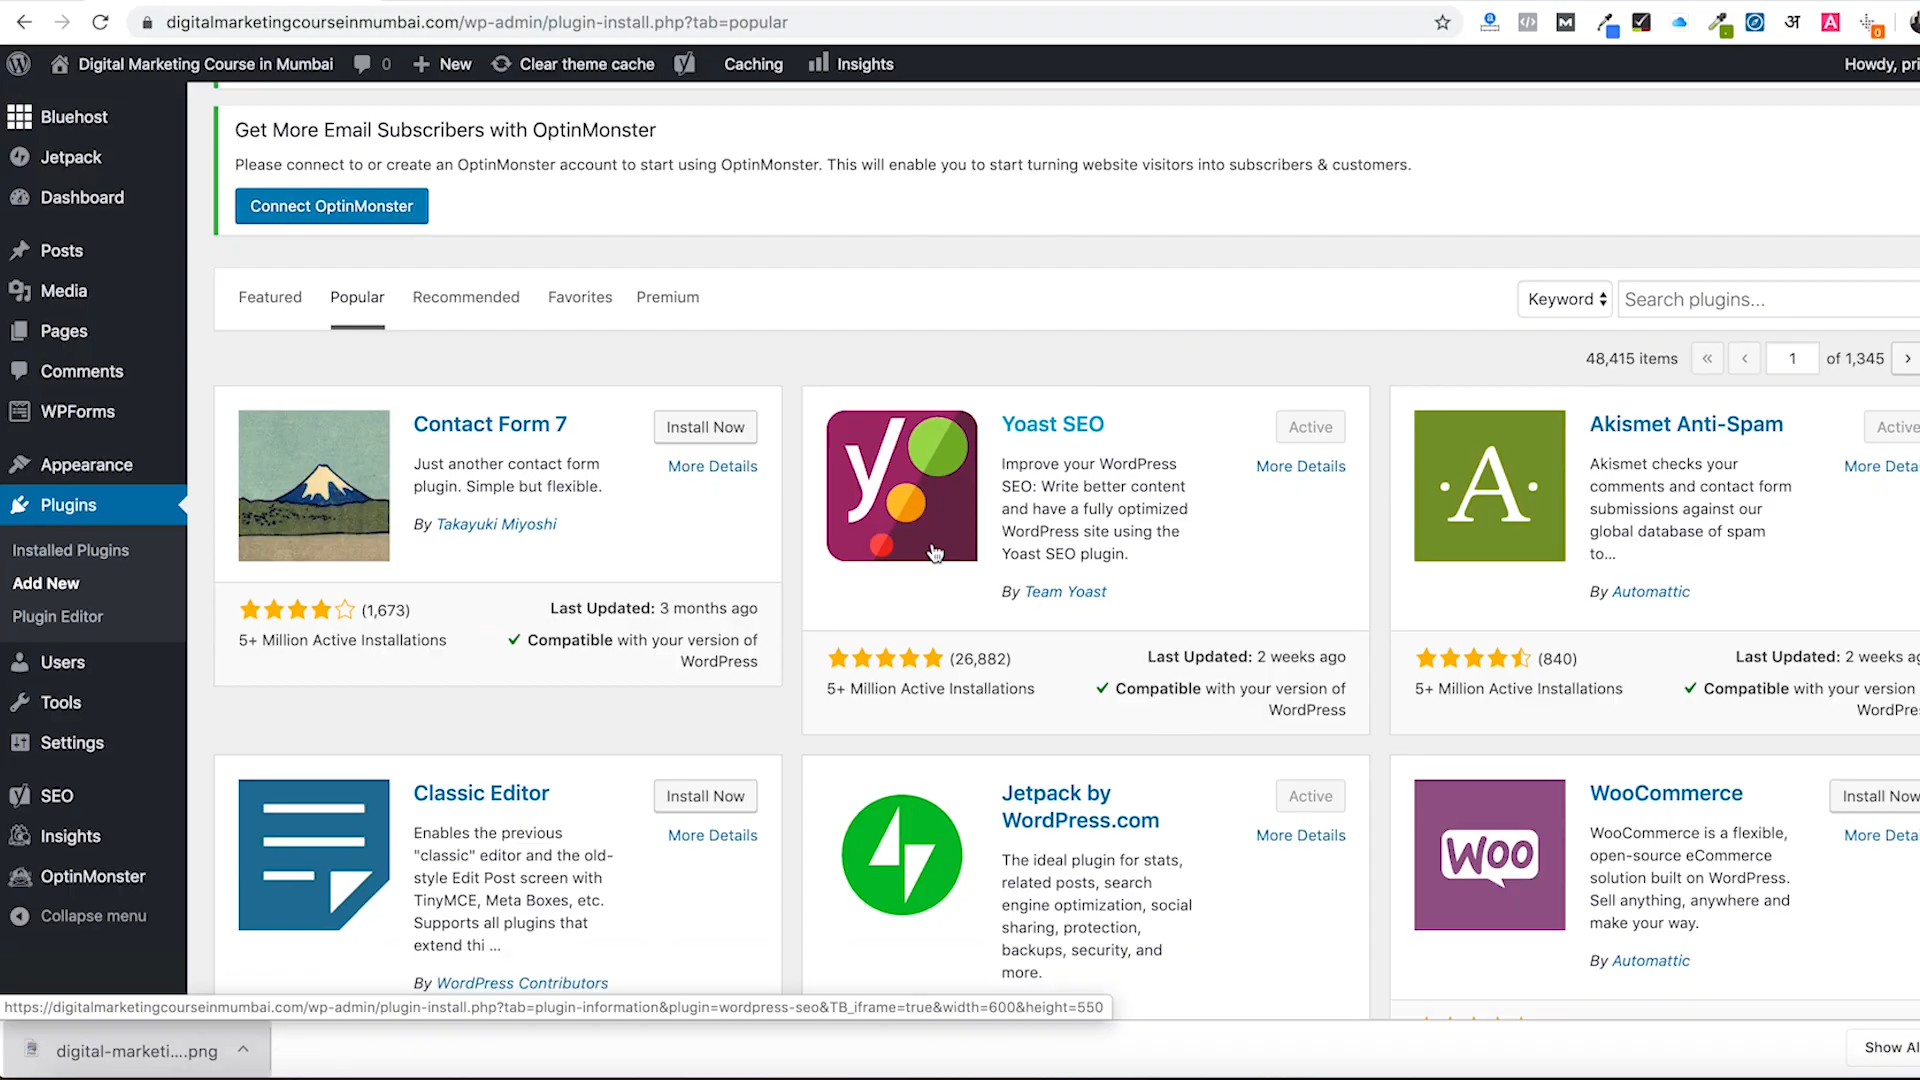 digitalmarketingcourseinmumbai.com/wp-admin/plugin-install.php?tab=popular
Digital Marketing Course in Mumbai 0 New Clear theme cache Caching Insights Howdy, pri
Bluehost
Jetpack
Dashboard
Posts
Media
Pages
Comments
WPForms
Appearance
Plugins
Installed Plugins
Add New
Plugin Editor
Users
Tools
Settings
SEO
Insights
OptinMonster
Collapse menu
Get More Email Subscribers with OptinMonster
Please connect to or create an OptinMonster account to start using OptinMonster. This will enable you to start turning website visitors into subscribers & customers.
Connect OptinMonster
Featured Popular Recommended Favorites Premium
Keyword Search plugins...
48,415 items « ‹ 1 of 1,345 ›
Contact Form 7
Install Now
More Details
Just another contact form
plugin. Simple but flexible.
By Takayuki Miyoshi
(1,673)
Last Updated: 3 months ago
5+ Million Active Installations
Compatible with your version of
WordPress
Yoast SEO
Active
More Details
Improve your WordPress
SEO: Write better content
and have a fully optimized
WordPress site using the
Yoast SEO plugin.
By Team Yoast
(26,882)
Last Updated: 2 weeks ago
5+ Million Active Installations
Compatible with your version of
WordPress
Akismet Anti-Spam
Active
More Deta
Akismet checks your
comments and contact form
submissions against our
global database of spam
to...
By Automattic
(840)
Last Updated: 2 weeks ag
5+ Million Active Installations
Compatible with your version
WordPre
Classic Editor
Install Now
More Details
Enables the previous
"classic" editor and the old-
style Edit Post screen with
TinyMCE, Meta Boxes, etc.
Supports all plugins that
extend thi ...
By WordPress Contributors
Jetpack by
WordPress.com
Active
More Details
The ideal plugin for stats,
related posts, search
engine optimization, social
sharing, protection,
backups, security, and
more.
Woo
WooCommerce
Install Now
More Deta
WooCommerce is a flexible,
open-source eCommerce
solution built on WordPress.
Sell anything, anywhere and
make your way.
By Automattic
https://digitalmarketingcourseinmumbai.com/wp-admin/plugin-install.php?tab=plugin-information&plugin=wordpress-seo&TB_iframe=true&width=600&height=550
digital-marketi....png
Show Al